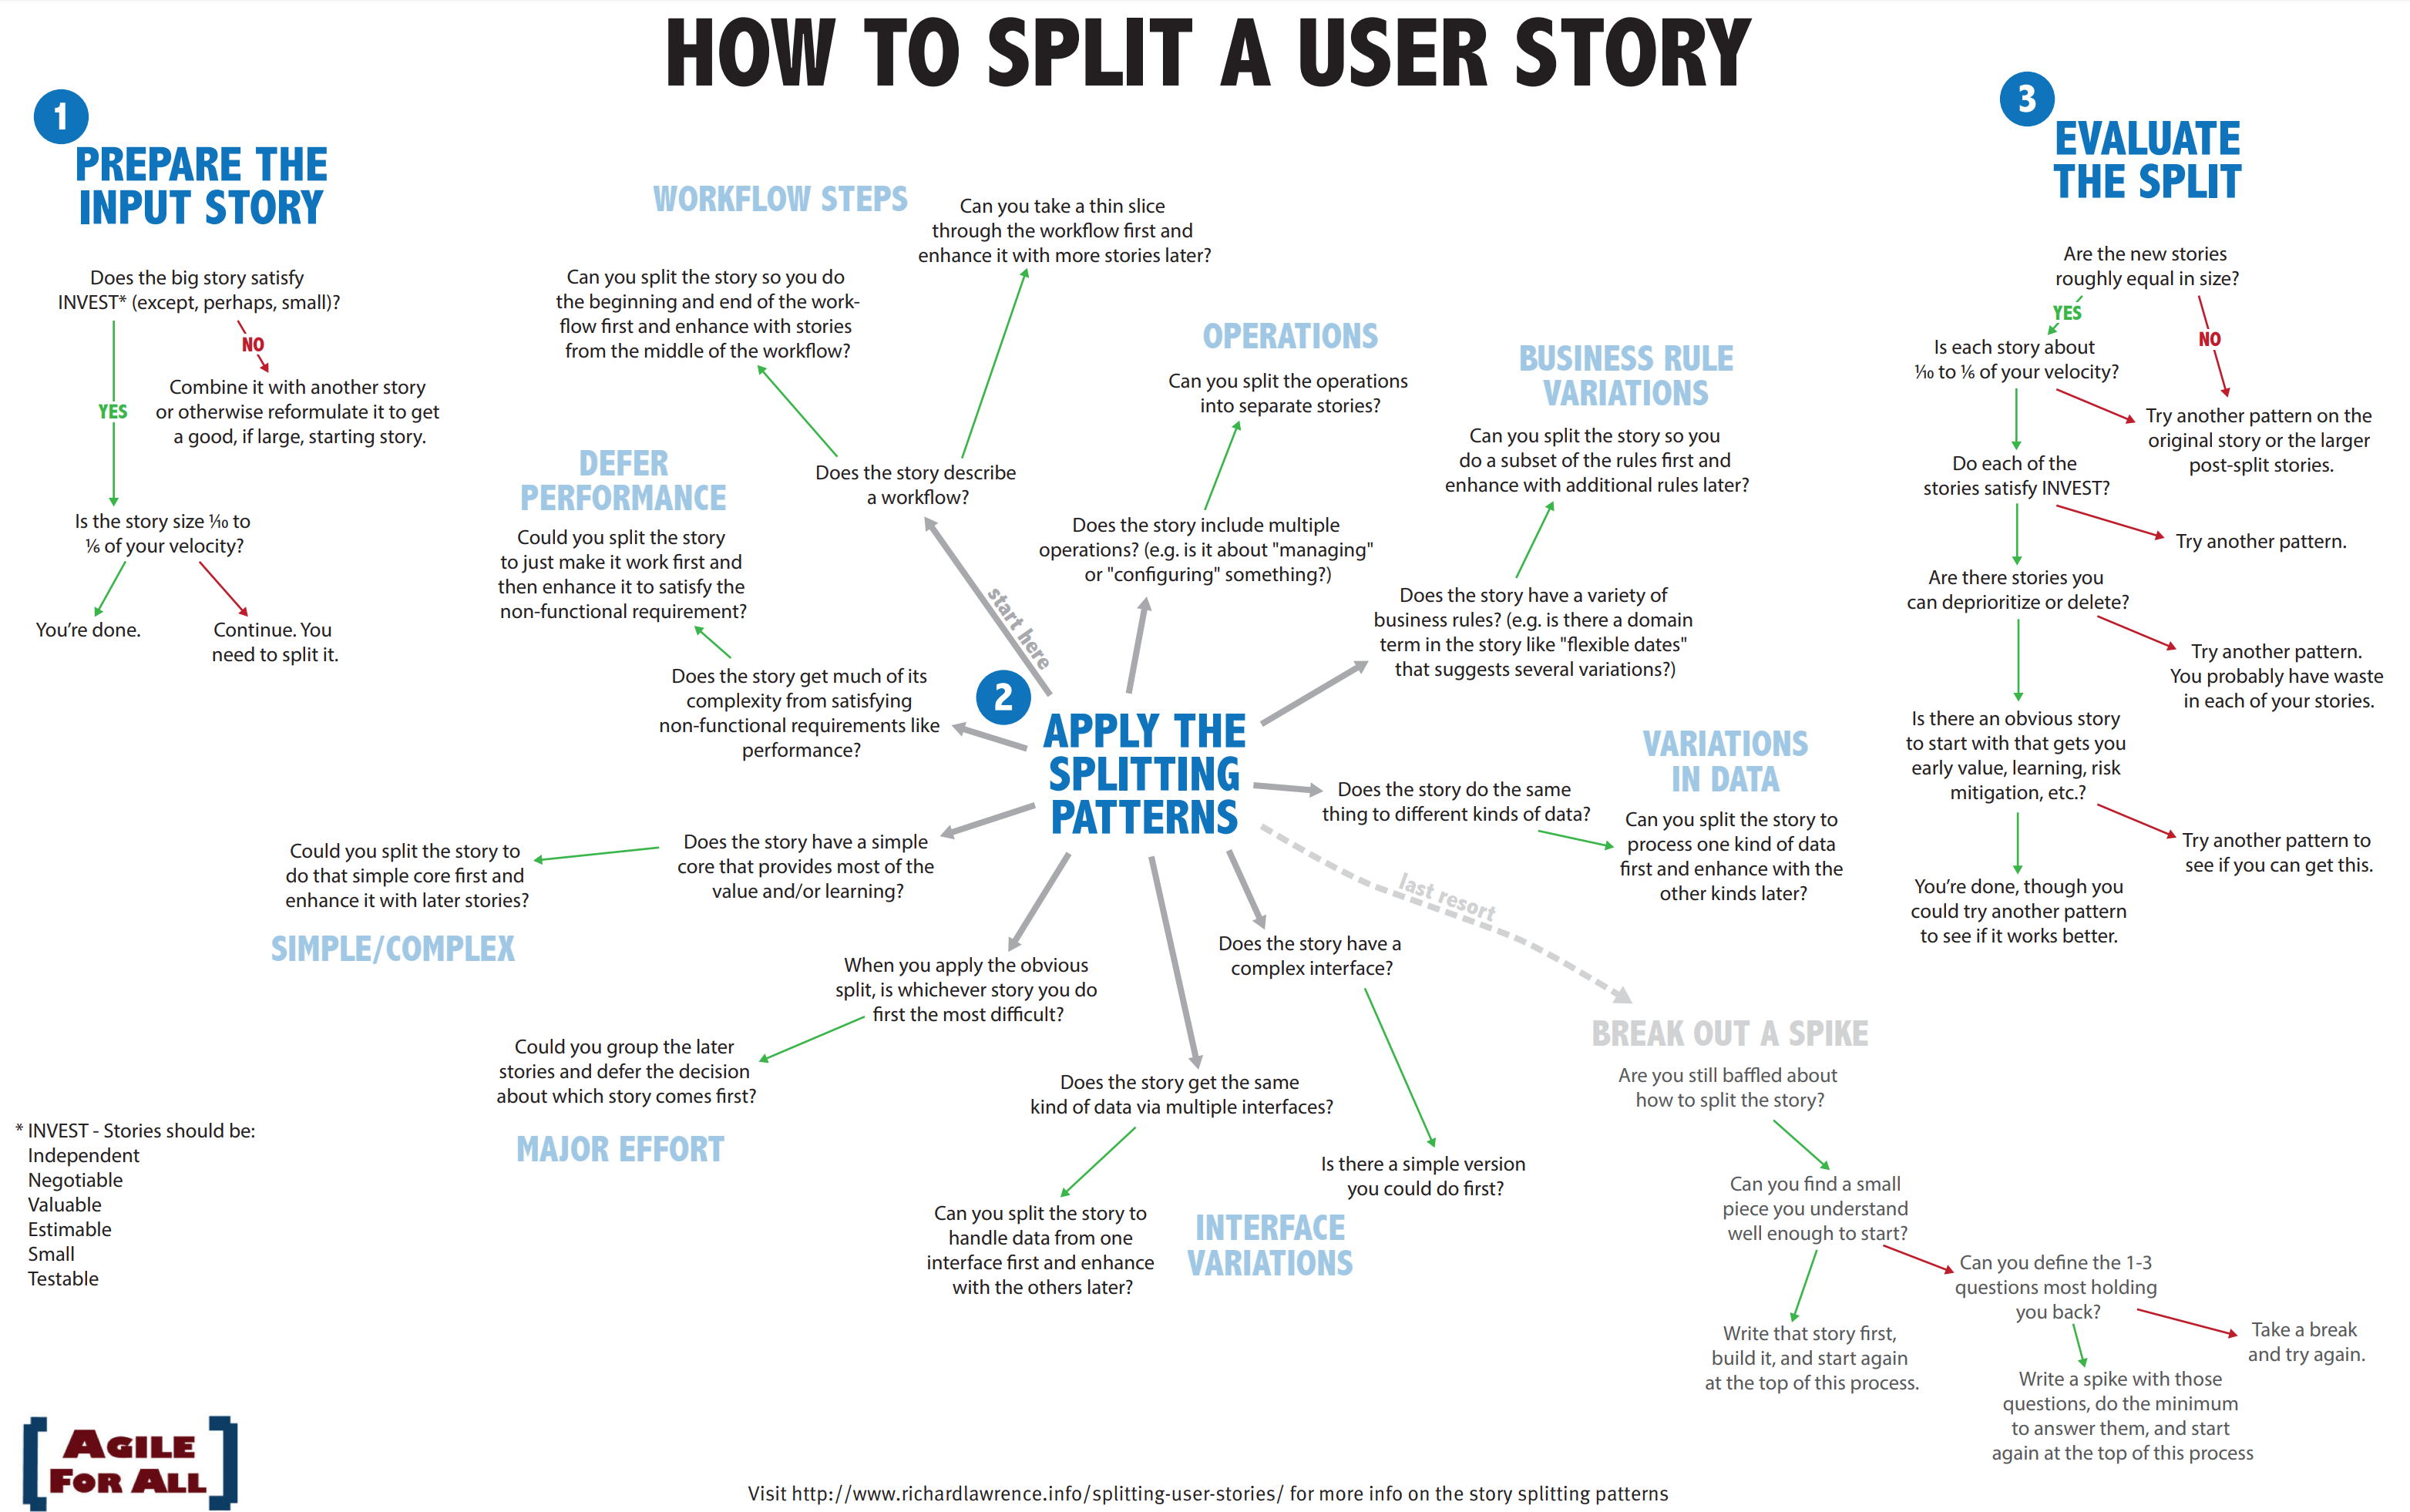 HOW TO SPLIT A USER STORY
1
PREPARE THE
INPUT STORY
Does the big story satisfy
INVEST* (except, perhaps, small)?
NO
Combine it with another story
or otherwise reformulate it to get
a good, if large, starting story.
YES
Is the story size 1/10 to
1/6 of your velocity?
You're done.
Continue. You
need to split it.
* INVEST - Stories should be:
Independent
Negotiable
Valuable
Estimable
Small
Testable
2
APPLY THE
SPLITTING
PATTERNS
start here
Does the story describe
a workflow?
WORKFLOW STEPS
Can you split the story so you do
the beginning and end of the work-
flow first and enhance with stories
from the middle of the workflow?
Can you take a thin slice
through the workflow first and
enhance it with more stories later?
OPERATIONS
Can you split the operations
into separate stories?
Does the story include multiple
operations? (e.g. is it about "managing"
or "configuring" something?)
BUSINESS RULE
VARIATIONS
Can you split the story so you
do a subset of the rules first and
enhance with additional rules later?
Does the story have a variety of
business rules? (e.g. is there a domain
term in the story like "flexible dates"
that suggests several variations?)
VARIATIONS
IN DATA
Does the story do the same
thing to different kinds of data?
Can you split the story to
process one kind of data
first and enhance with the
other kinds later?
last resort
BREAK OUT A SPIKE
Are you still baffled about
how to split the story?
Can you find a small
piece you understand
well enough to start?
Write that story first,
build it, and start again
at the top of this process.
Can you define the 1-3
questions most holding
you back?
Take a break
and try again.
Write a spike with those
questions, do the minimum
to answer them, and start
again at the top of this process
Does the story have a
complex interface?
Is there a simple version
you could do first?
INTERFACE
VARIATIONS
Does the story get the same
kind of data via multiple interfaces?
Can you split the story to
handle data from one
interface first and enhance
with the others later?
When you apply the obvious
split, is whichever story you do
first the most difficult?
Could you group the later
stories and defer the decision
about which story comes first?
MAJOR EFFORT
Does the story have a simple
core that provides most of the
value and/or learning?
Could you split the story to
do that simple core first and
enhance it with later stories?
SIMPLE/COMPLEX
Does the story get much of its
complexity from satisfying
non-functional requirements like
performance?
DEFER
PERFORMANCE
Could you split the story
to just make it work first and
then enhance it to satisfy the
non-functional requirement?
3
EVALUATE
THE SPLIT
Are the new stories
roughly equal in size?
YES
NO
Is each story about
1/10 to 1/6 of your velocity?
Try another pattern on the
original story or the larger
post-split stories.
Do each of the
stories satisfy INVEST?
Try another pattern.
Are there stories you
can deprioritize or delete?
Try another pattern.
You probably have waste
in each of your stories.
Is there an obvious story
to start with that gets you
early value, learning, risk
mitigation, etc.?
Try another pattern to
see if you can get this.
You're done, though you
could try another pattern
to see if it works better.
AGILE
FOR ALL
Visit http://www.richardlawrence.info/splitting-user-stories/ for more info on the story splitting patterns